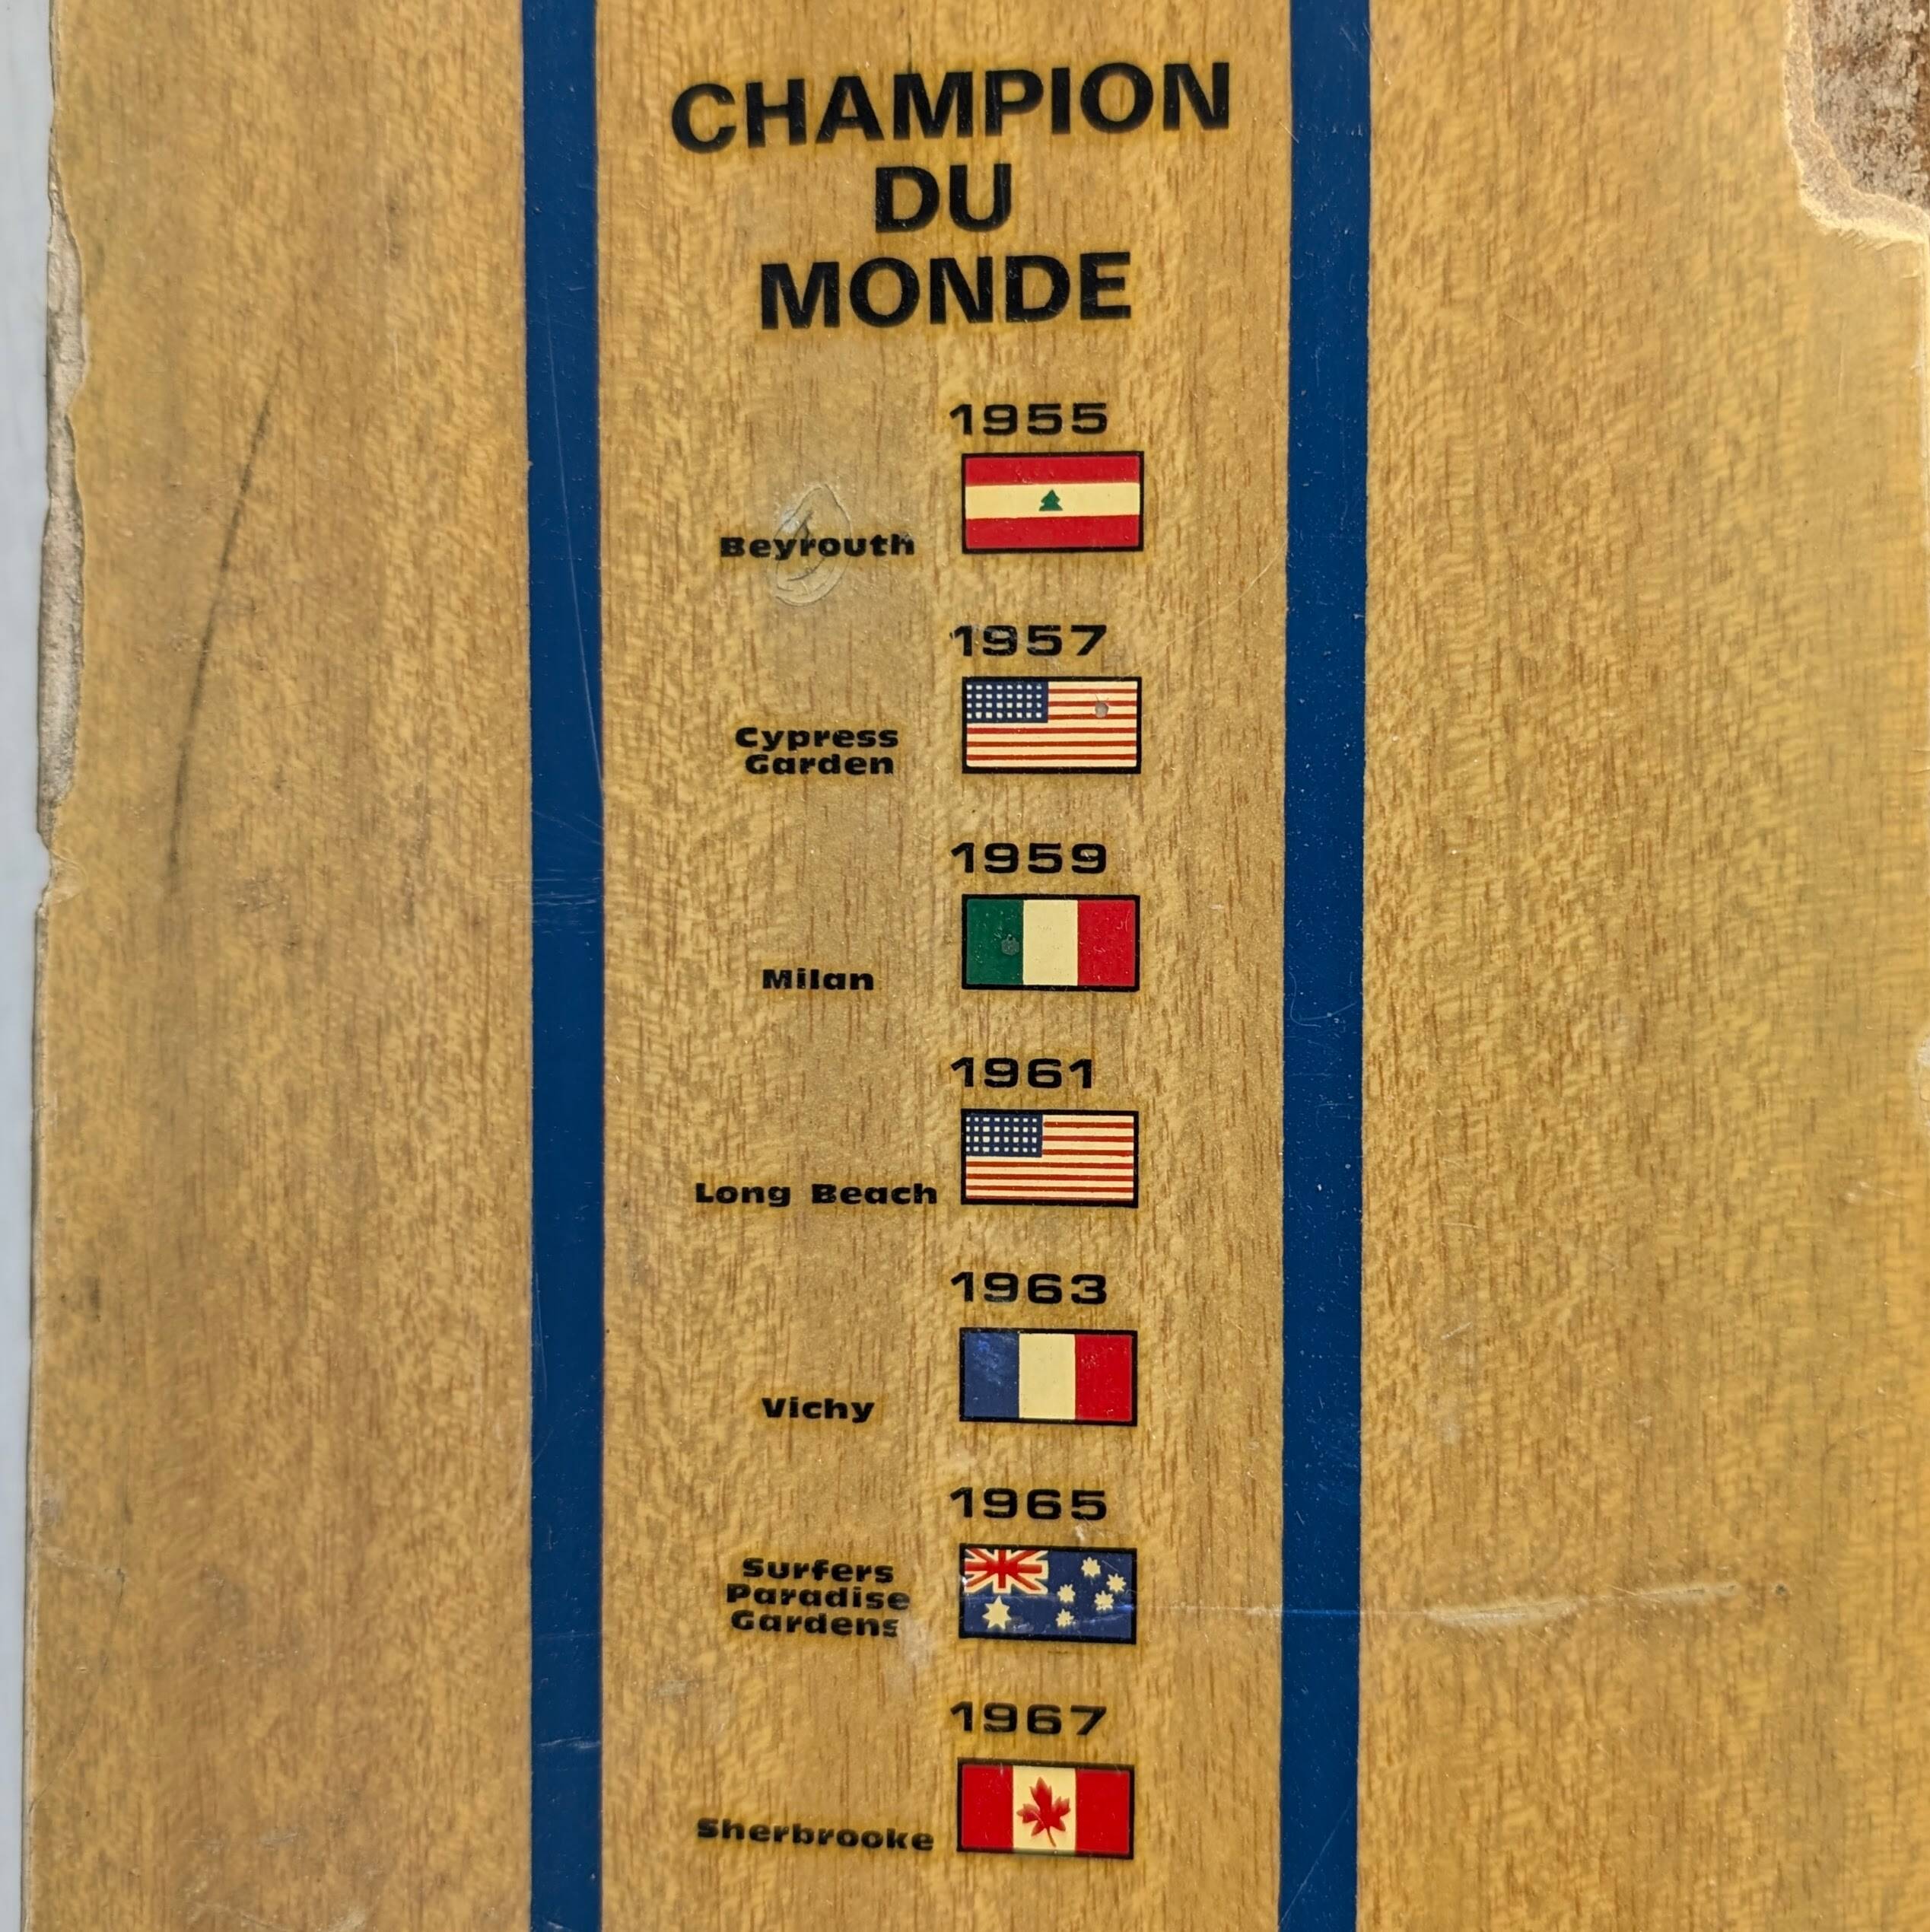 CHAMPION
DU
MONDE
1955
Beyrouth
1957
Cypress
Garden
1959
Milan
1961
Long Beach
1963
Vichy
1965
Surfers
Paradise
Gardens
1967
Sherbrooke